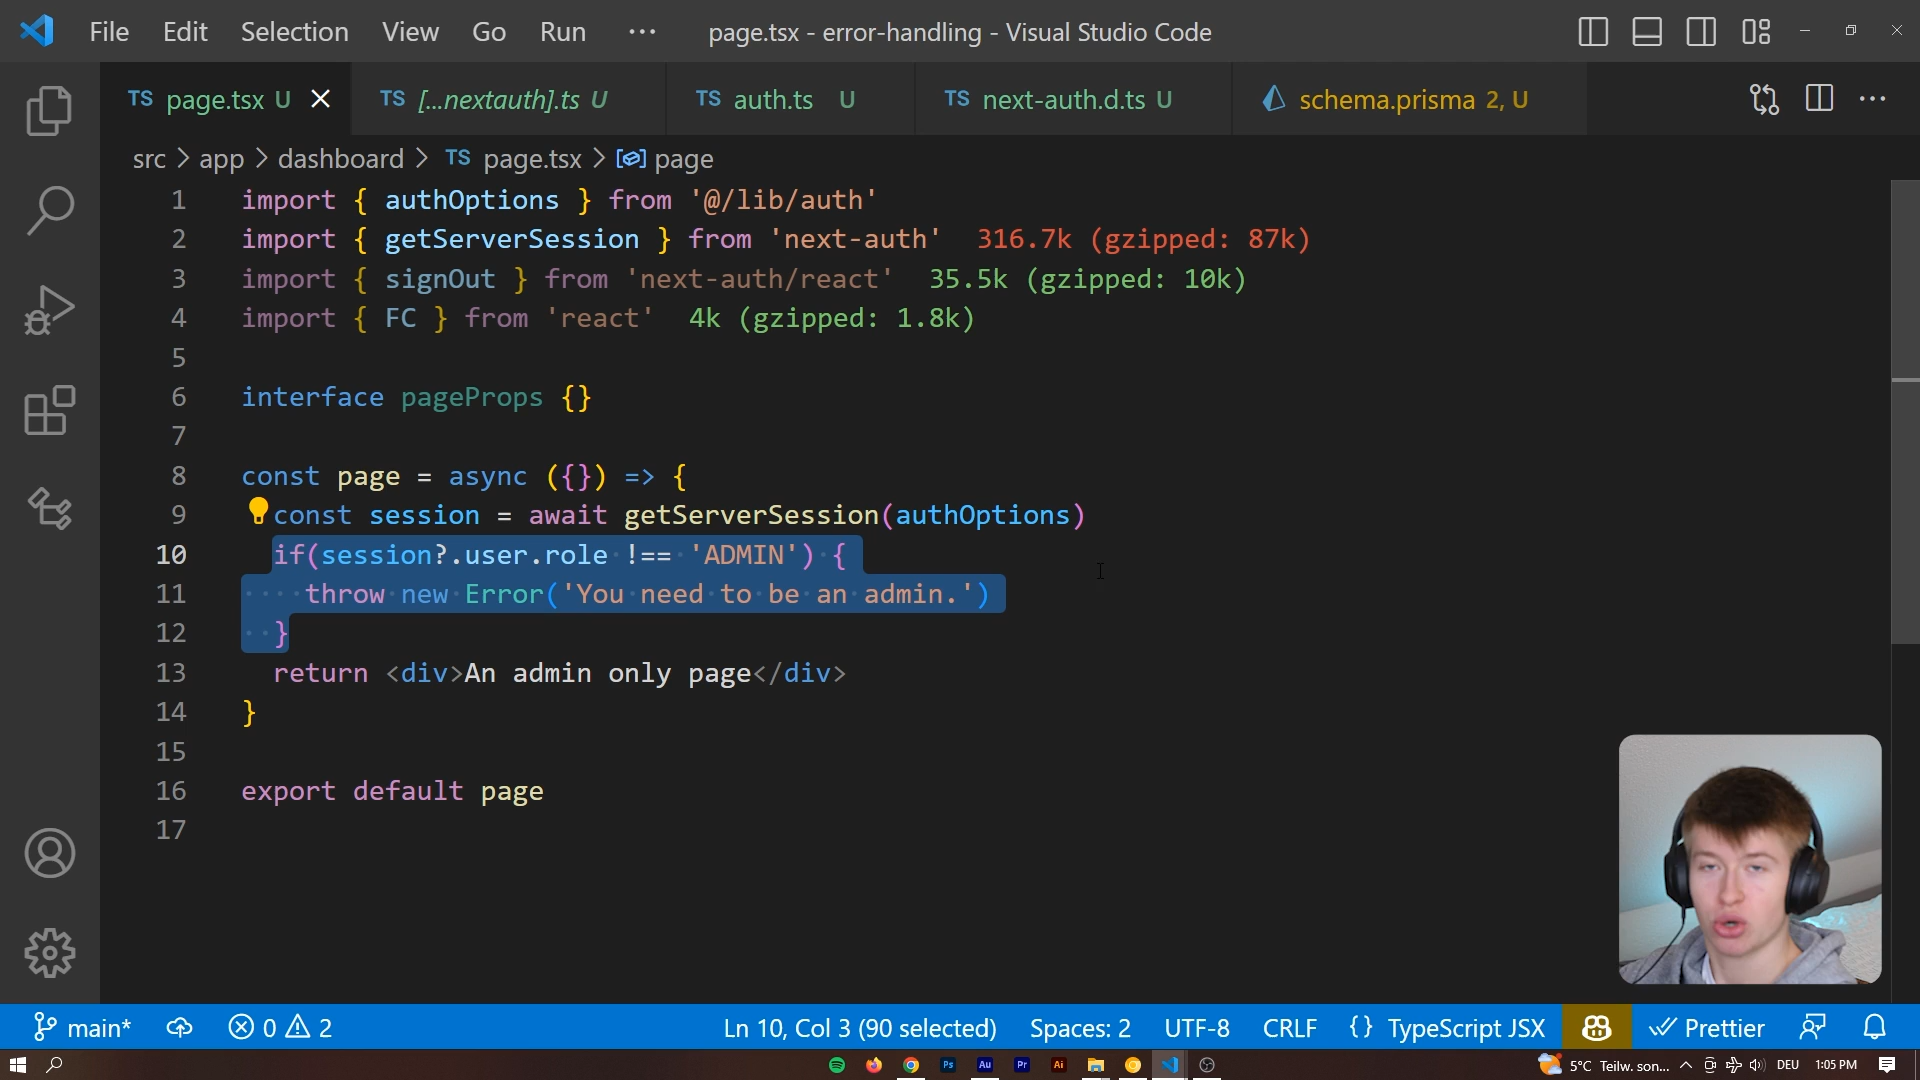 File Edit Selection View Go Run ··· page.tsx - error-handling - Visual Studio Code
TS page.tsx U TS [...nextauth].ts U TS auth.ts U TS next-auth.d.ts U schema.prisma 2, U
src > app > dashboard > TS page.tsx > page
1 import { authOptions } from '@/lib/auth'
2 import { getServerSession } from 'next-auth' 316.7k (gzipped: 87k)
3 import { signOut } from 'next-auth/react' 35.5k (gzipped: 10k)
4 import { FC } from 'react' 4k (gzipped: 1.8k)
5
6 interface pageProps {}
7
8 const page = async ({}) => {
9 const session = await getServerSession(authOptions)
10 if(session?.user.role !== 'ADMIN') {
11 throw new Error('You need to be an admin.')
12 }
13 return <div>An admin only page</div>
14 }
15
16 export default page
17
main* 0 2 Ln 10, Col 3 (90 selected) Spaces: 2 UTF-8 CRLF {} TypeScript JSX Prettier
Ps Au Pr Ai 5°C Teilw. son... DEU 1:05 PM